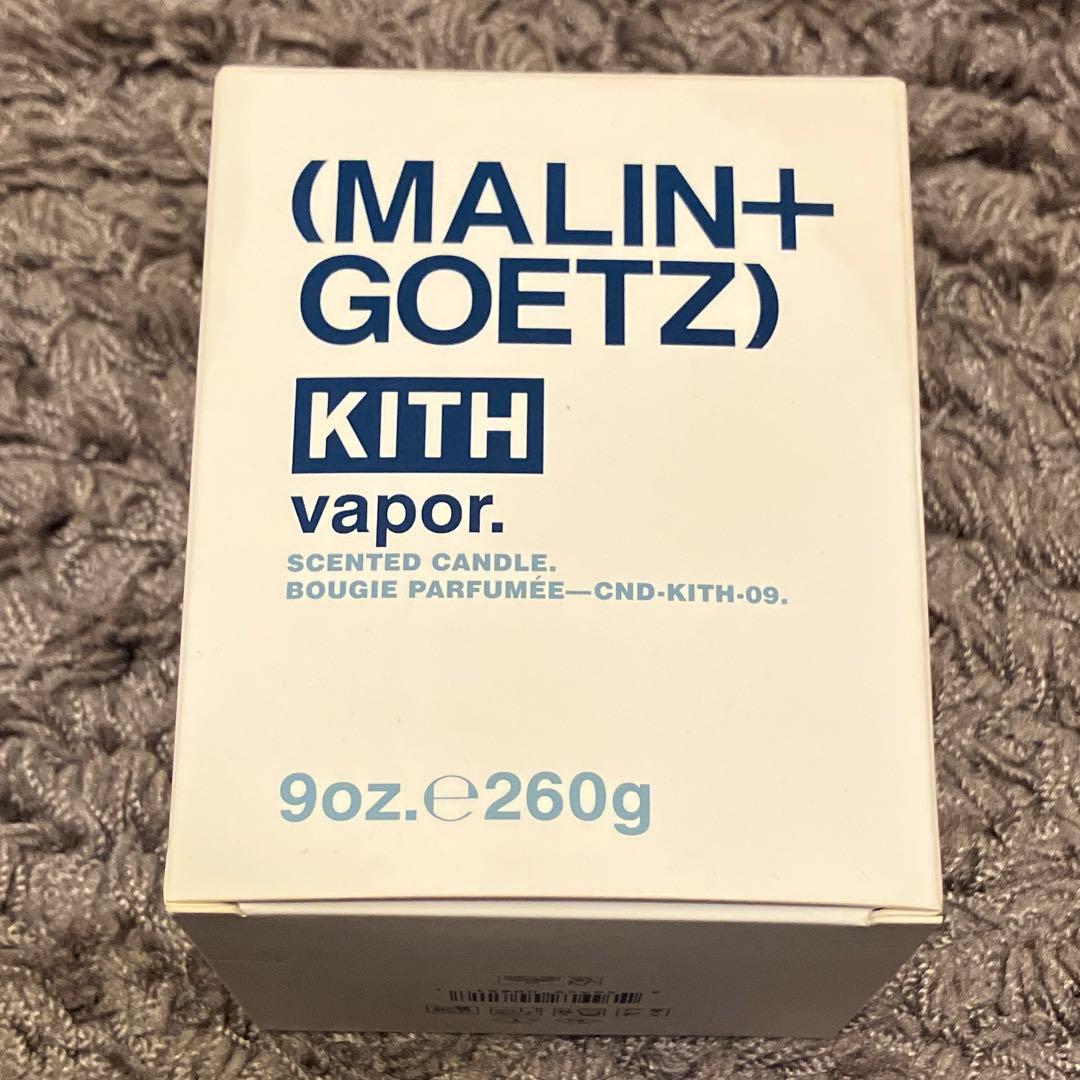 (MALIN+
GOETZ)
KITH
vapor.
SCENTED CANDLE.
BOUGIE PARFUMÉE—CND-KITH-09.
9oz.℮260g